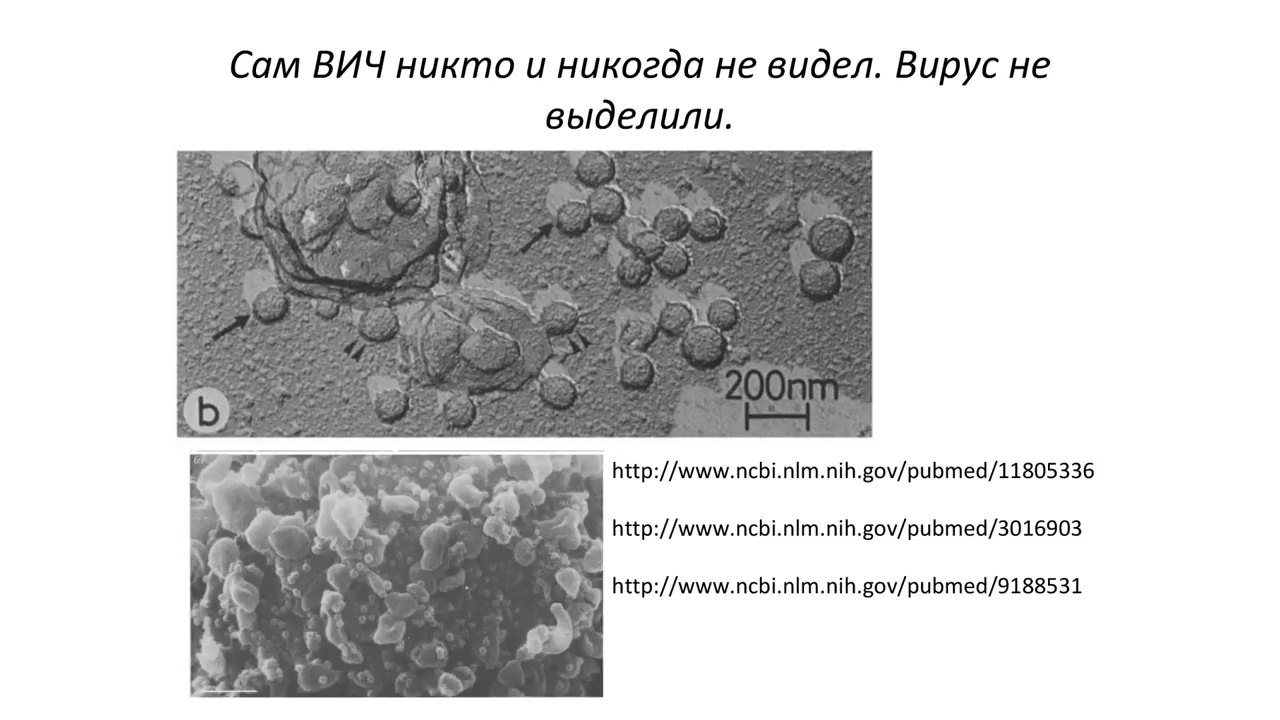 Сам ВИЧ никто и никогда не видел. Вирус не
выделили.
200nm
b
http://www.ncbi.nlm.nih.gov/pubmed/11805336
http://www.ncbi.nlm.nih.gov/pubmed/3016903
http://www.ncbi.nlm.nih.gov/pubmed/9188531